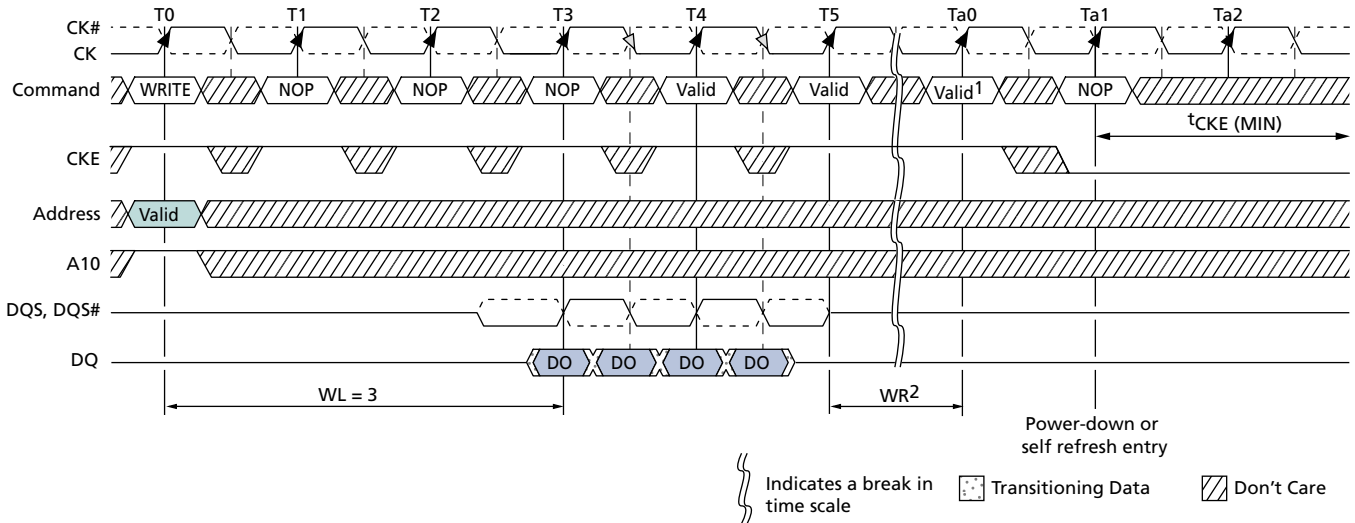 T0 T1 T2 T3 T4 T5 Ta0 Ta1 Ta2
CK#
CK
Command WRITE NOP NOP NOP Valid Valid Valid1 NOP
tCKE (MIN)
CKE
Address Valid
A10
DQS, DQS#
DQ DO DO DO DO
WL = 3 WR2
Power-down or
self refresh entry
Indicates a break in
time scale
Transitioning Data
Don't Care